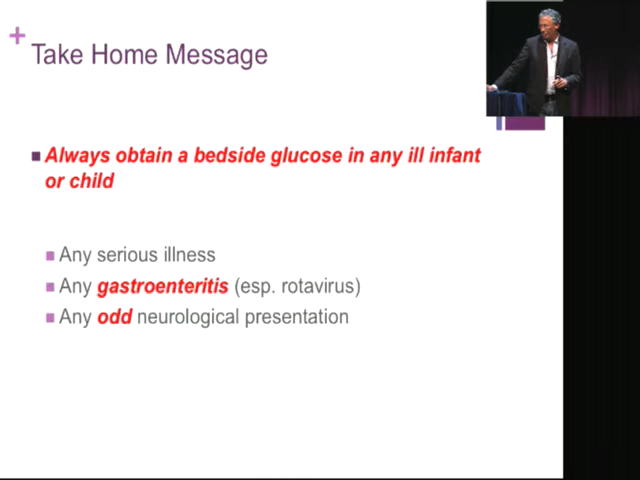 + Take Home Message
Always obtain a bedside glucose in any ill infant
or child
Any serious illness
Any gastroenteritis (esp. rotavirus)
Any odd neurological presentation